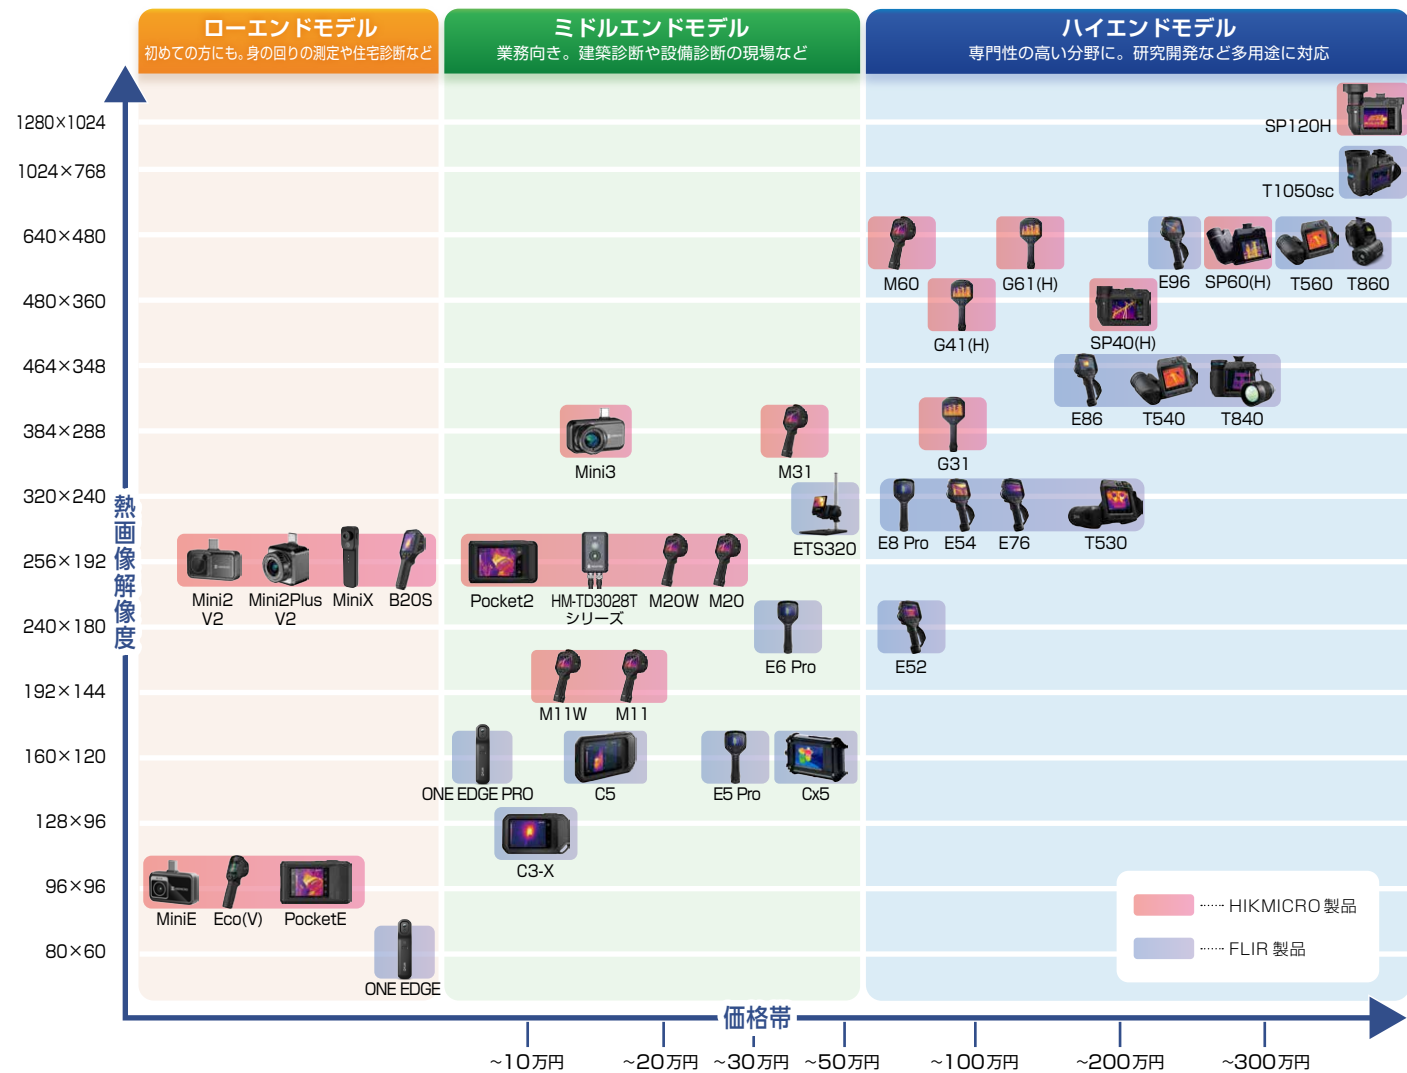 ローエンドモデル
初めての方にも。身の回りの測定や住宅診断など
ミドルエンドモデル
業務向き。建築診断や設備診断の現場など
ハイエンドモデル
専門性の高い分野に。研究開発など多用途に対応
1280×1024
SP120H
1024×768
T1050sc
640×480
M60
G61(H)
E96
SP60(H)
T560
T860
480×360
G41(H)
SP40(H)
464×348
E86
T540
T840
384×288
Mini3
M31
G31
320×240
ETS320
E8 Pro
E54
E76
T530
熱画像解像度
256×192
Mini2
V2
Mini2Plus
V2
MiniX
B20S
Pocket2
HM-TD3028T
シリーズ
M20W
M20
240×180
E6 Pro
E52
192×144
M11W
M11
160×120
ONE EDGE PRO
C5
E5 Pro
Cx5
128×96
C3-X
96×96
MiniE
Eco(V)
PocketE
80×60
ONE EDGE
HIKMICRO 製品
FLIR 製品
価格帯
~10万円
~20万円
~30万円
~50万円
~100万円
~200万円
~300万円